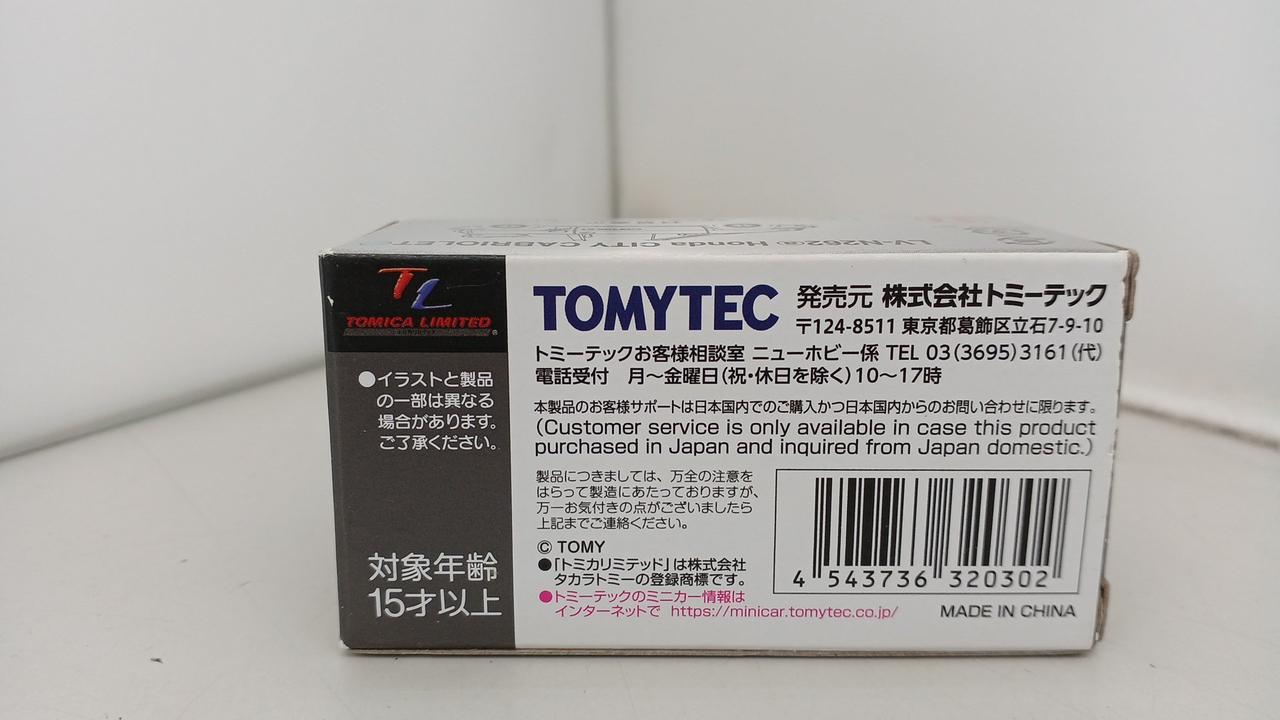 LV-N262(a) Honda CITY CABRIOLET
TL
TOMICA LIMITED
●イラストと製品
の一部は異なる
場合があります。
ご了承ください。
対象年齢
15才以上
TOMYTEC 発売元 株式会社トミーテック
〒124-8511 東京都葛飾区立石7-9-10
トミーテックお客様相談室 ニューホビー係 TEL 03(3695)3161(代)
電話受付 月〜金曜日(祝・休日を除く)10〜17時
本製品のお客様サポートは日本国内でのご購入かつ日本国内からのお問い合わせに限ります。
(Customer service is only available in case this product
purchased in Japan and inquired from Japan domestic.)
製品につきましては、万全の注意を
はらって製造にあたっておりますが、
万一お気付きの点がございましたら
上記までご連絡ください。
© TOMY
●「トミカリミテッド」は株式会社
タカラトミーの登録商標です。
●トミーテックのミニカー情報は
インターネットで https://minicar.tomytec.co.jp/
4 543736 320302
MADE IN CHINA